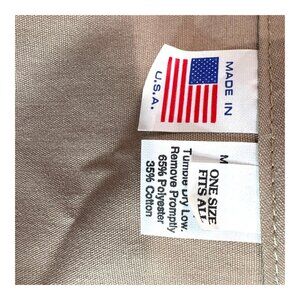 MADE IN
U.S.A.
ONE SIZE
FITS ALL
Tumble Dry Low.
Remove Promptly
65% Polyester
35% Cotton